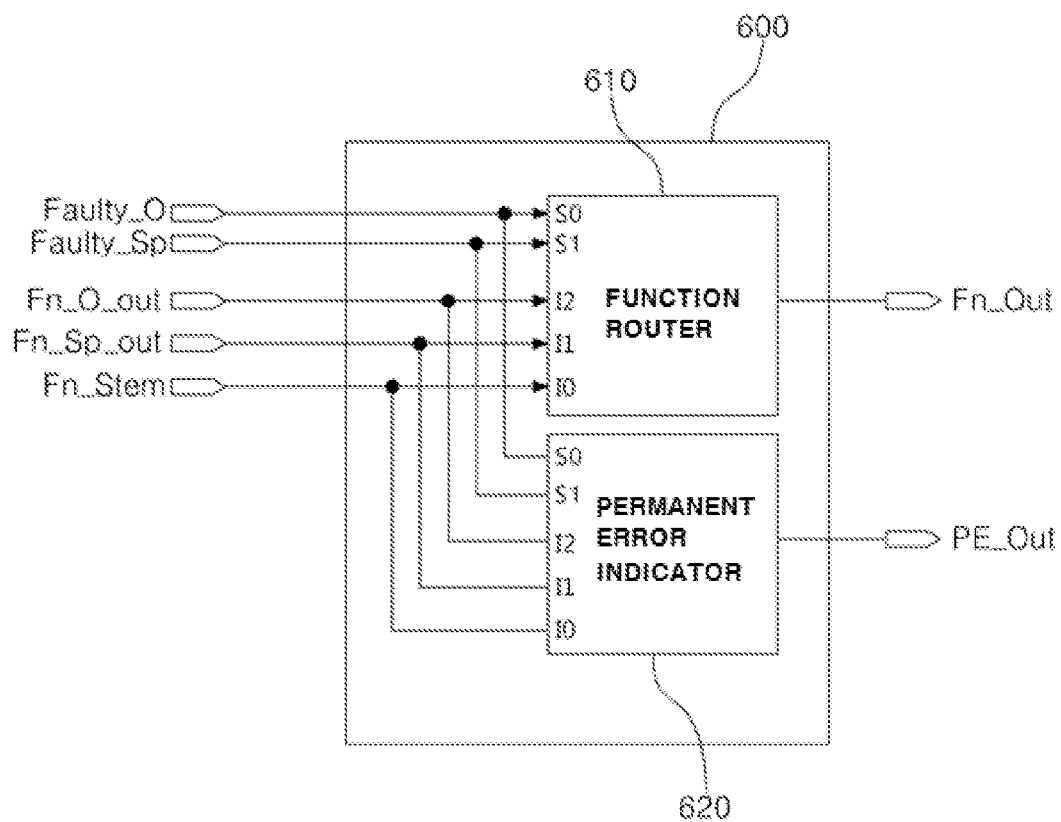 600
610
Faulty_O
Faulty_Sp
Fn_O_out
Fn_Sp_out
Fn_Stem
S0
S1
I2
I1
I0
FUNCTION
ROUTER
Fn_Out
S0
S1
I2
I1
I0
PERMANENT
ERROR
INDICATOR
PE_Out
620